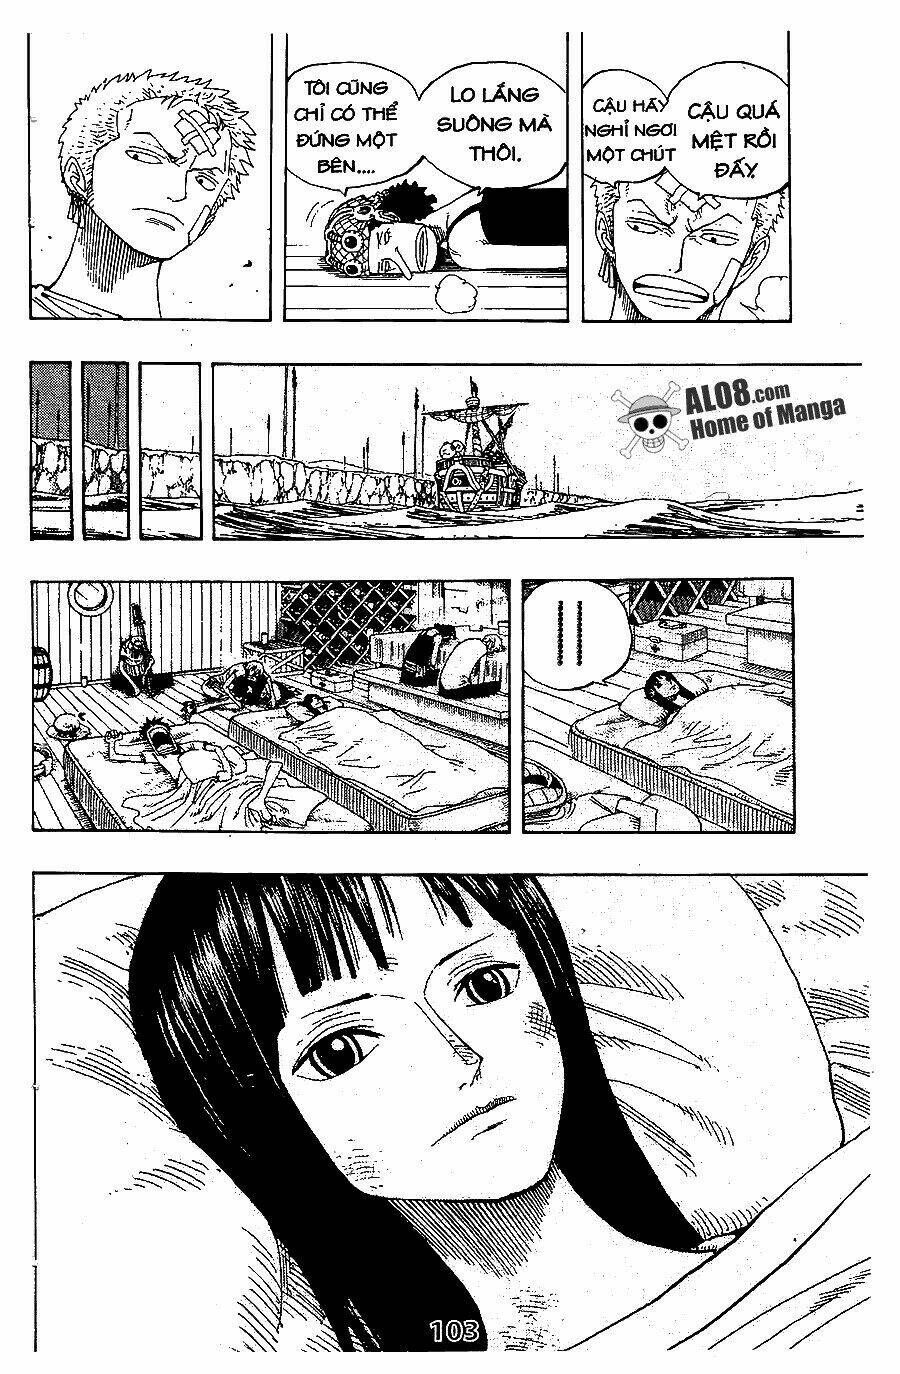 CẬU QUÁ
MỆT RỒI
ĐẤY.
CẬU HÃY
NGHỈ NGƠI
MỘT CHÚT
LO LẮNG
SUÔNG MÀ
THÔI.
TÔI CŨNG
CHỈ CÓ THỂ
ĐỨNG MỘT
BÊN....
AL08.com
Home of Manga
103